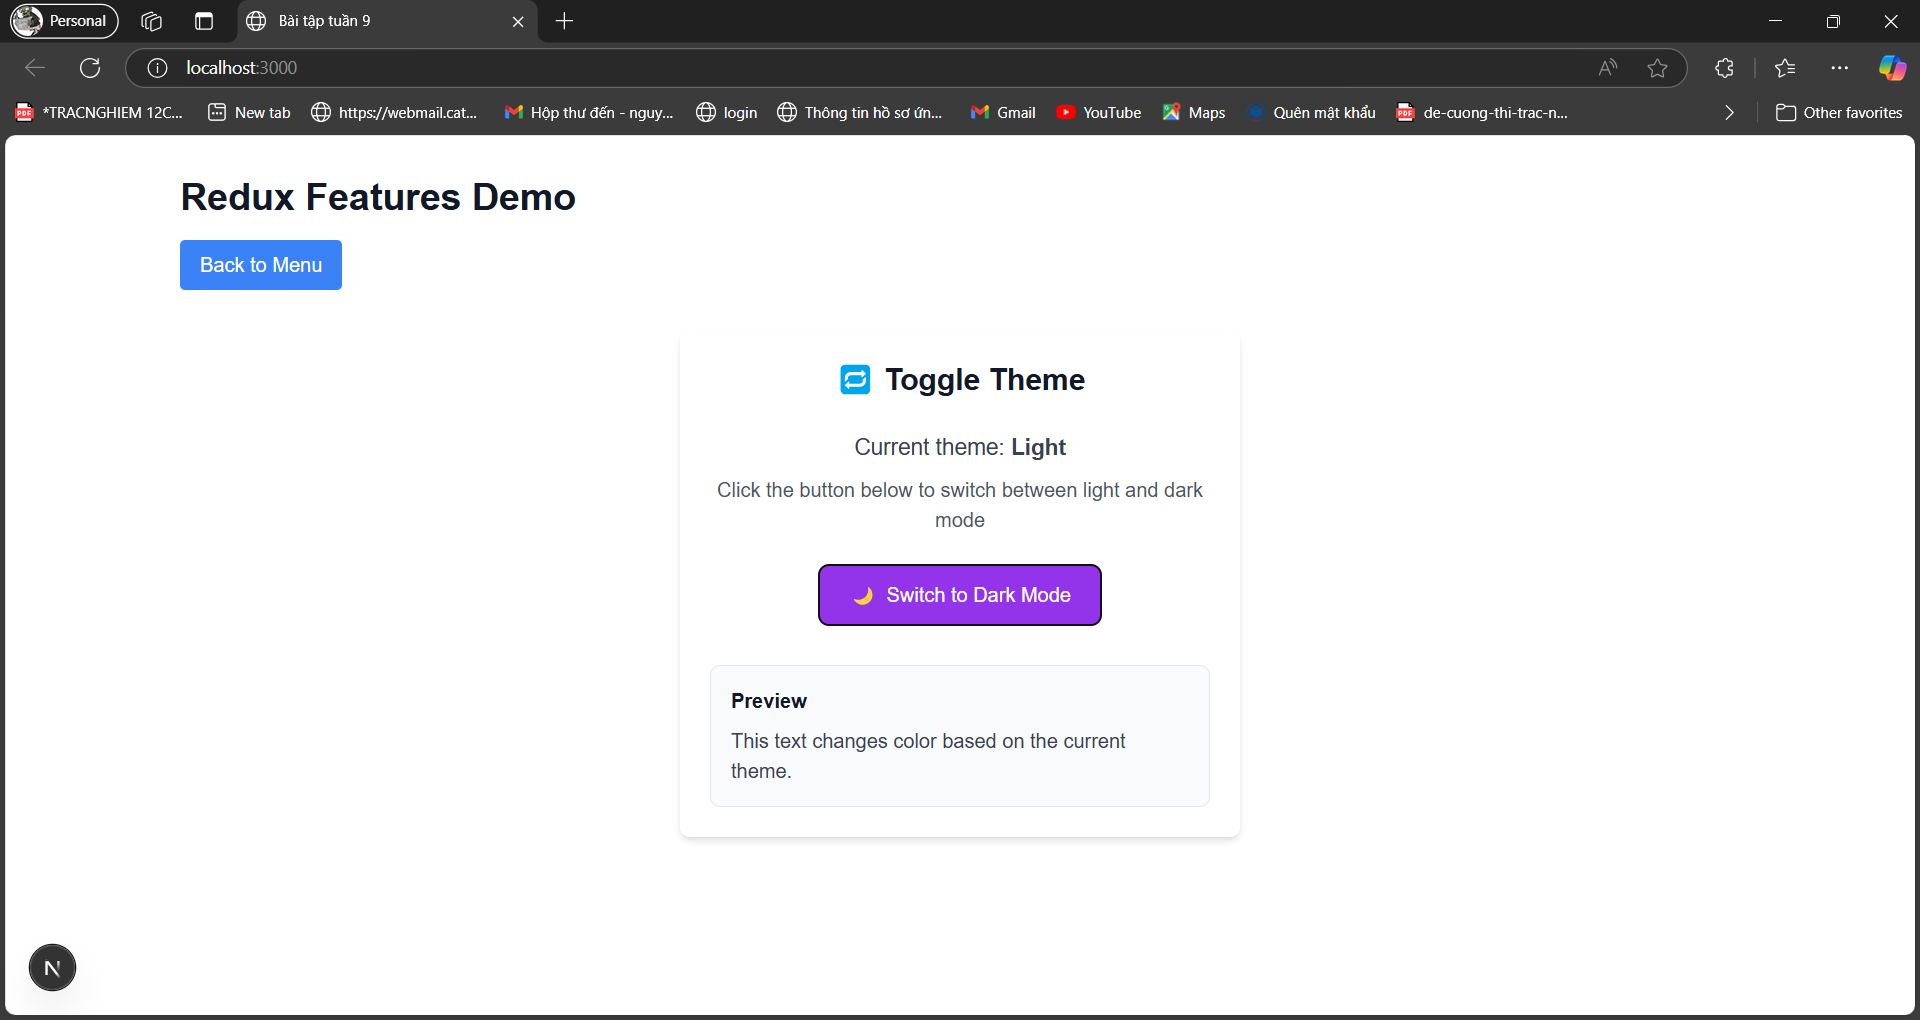 Personal
Bài tập tuần 9
localhost:3000
*TRACNGHIEM 12C...
New tab
https://webmail.cat...
Hộp thư đến - nguy...
login
Thông tin hồ sơ ứn...
Gmail
YouTube
Maps
Quên mật khẩu
de-cuong-thi-trac-n...
Other favorites
Redux Features Demo
Back to Menu
Toggle Theme
Current theme: Light
Click the button below to switch between light and dark
mode
Switch to Dark Mode
Preview
This text changes color based on the current
theme.
N